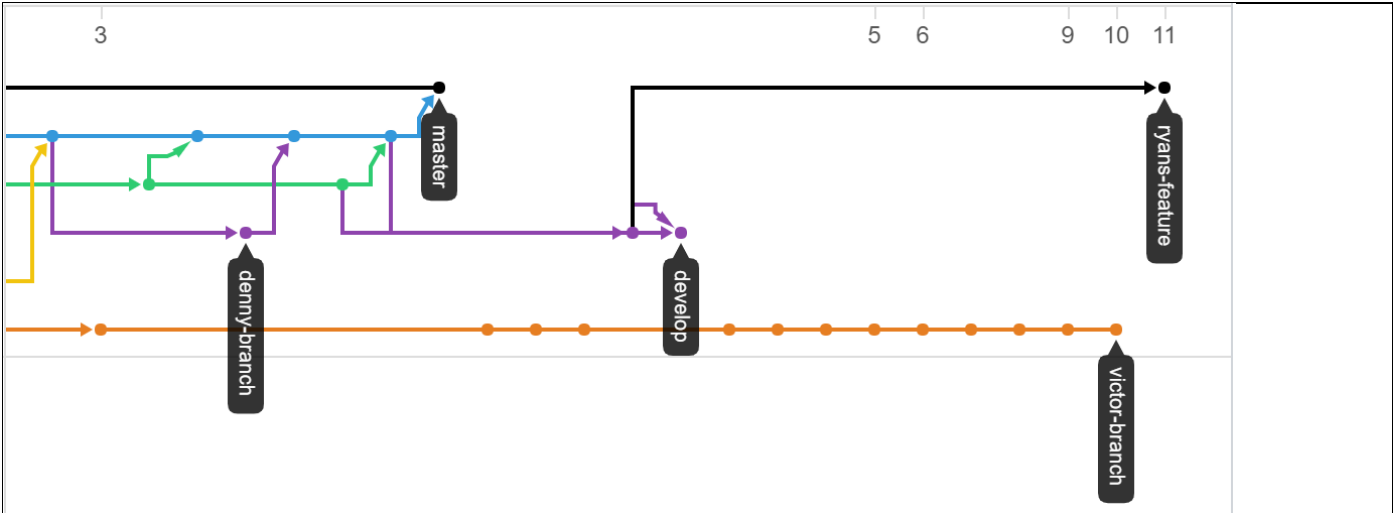 3 5 6 9 10 11
master
ryans-feature
denny-branch
develop
victor-branch